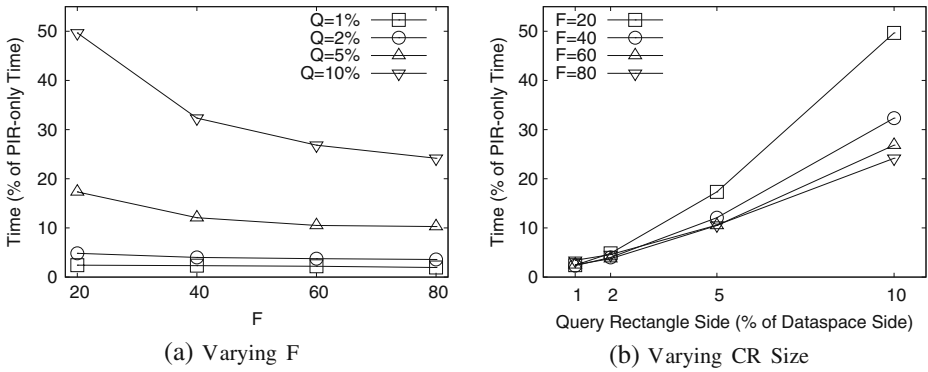 Time (% of PIR-only Time)
50
40
30
20
10
0
Q=1%
Q=2%
Q=5%
Q=10%
20
40
60
80
F
(a) Varying F
Time (% of PIR-only Time)
50
40
30
20
10
0
F=20
F=40
F=60
F=80
1
2
5
10
Query Rectangle Side (% of Dataspace Side)
(b) Varying CR Size